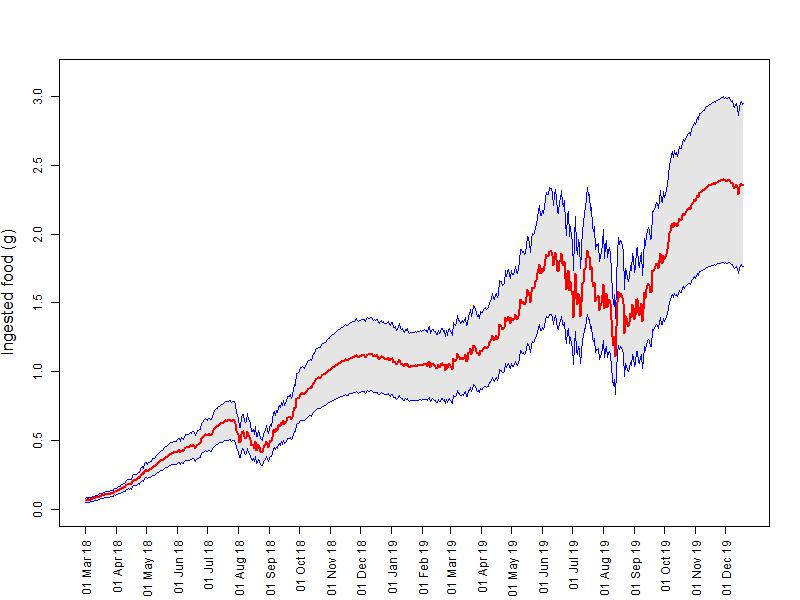 Ingested food (g)
3.0
2.5
2.0
1.5
1.0
0.5
0.0
01 Mar 18
01 Apr 18
01 May 18
01 Jun 18
01 Jul 18
01 Aug 18
01 Sep 18
01 Oct 18
01 Nov 18
01 Dec 18
01 Jan 19
01 Feb 19
01 Mar 19
01 Apr 19
01 May 19
01 Jun 19
01 Jul 19
01 Aug 19
01 Sep 19
01 Oct 19
01 Nov 19
01 Dec 19